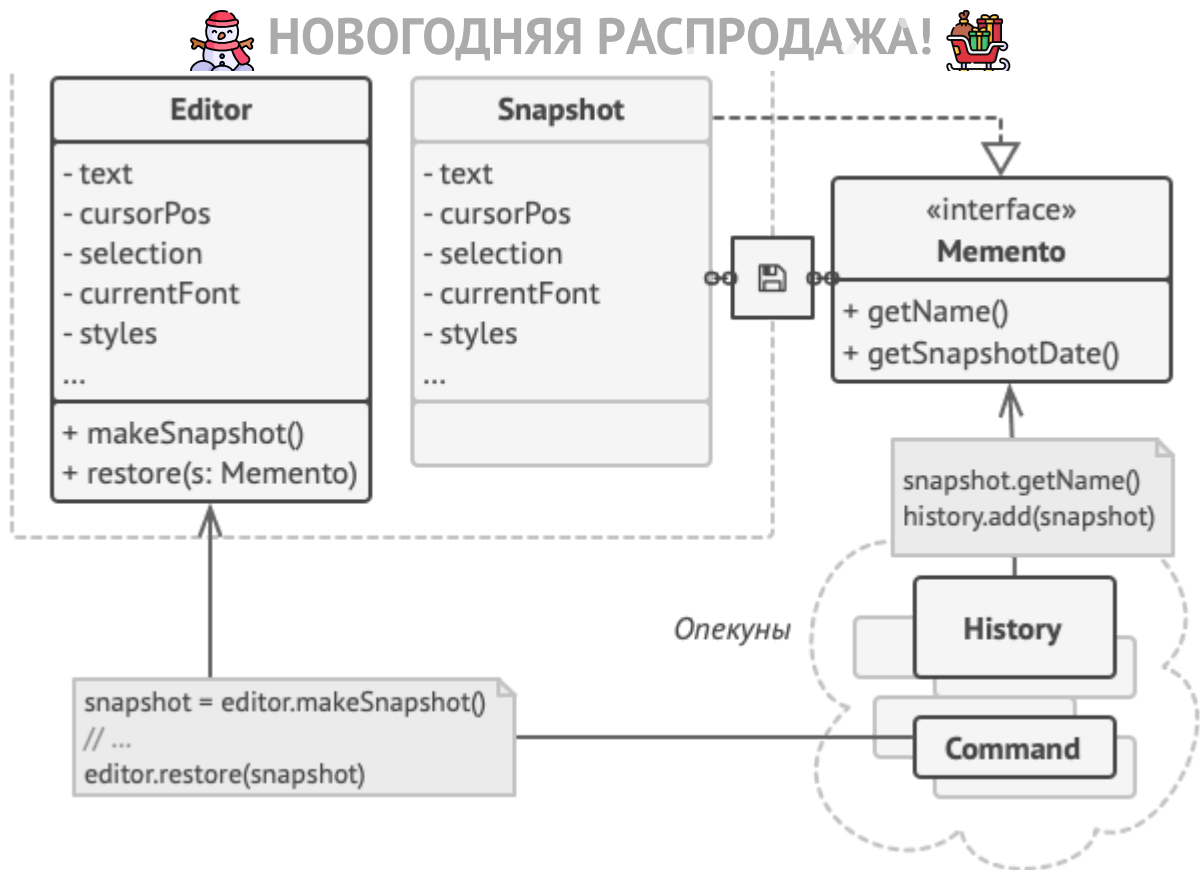 НОВОГОДНЯЯ РАСПРОДАЖА!
Editor
- text
- cursorPos
- selection
- currentFont
- styles
...
+ makeSnapshot()
+ restore(s: Memento)
Snapshot
- text
- cursorPos
- selection
- currentFont
- styles
...
«interface»
Memento
+ getName()
+ getSnapshotDate()
snapshot.getName()
history.add(snapshot)
Опекуны
History
Command
snapshot = editor.makeSnapshot()
// ...
editor.restore(snapshot)